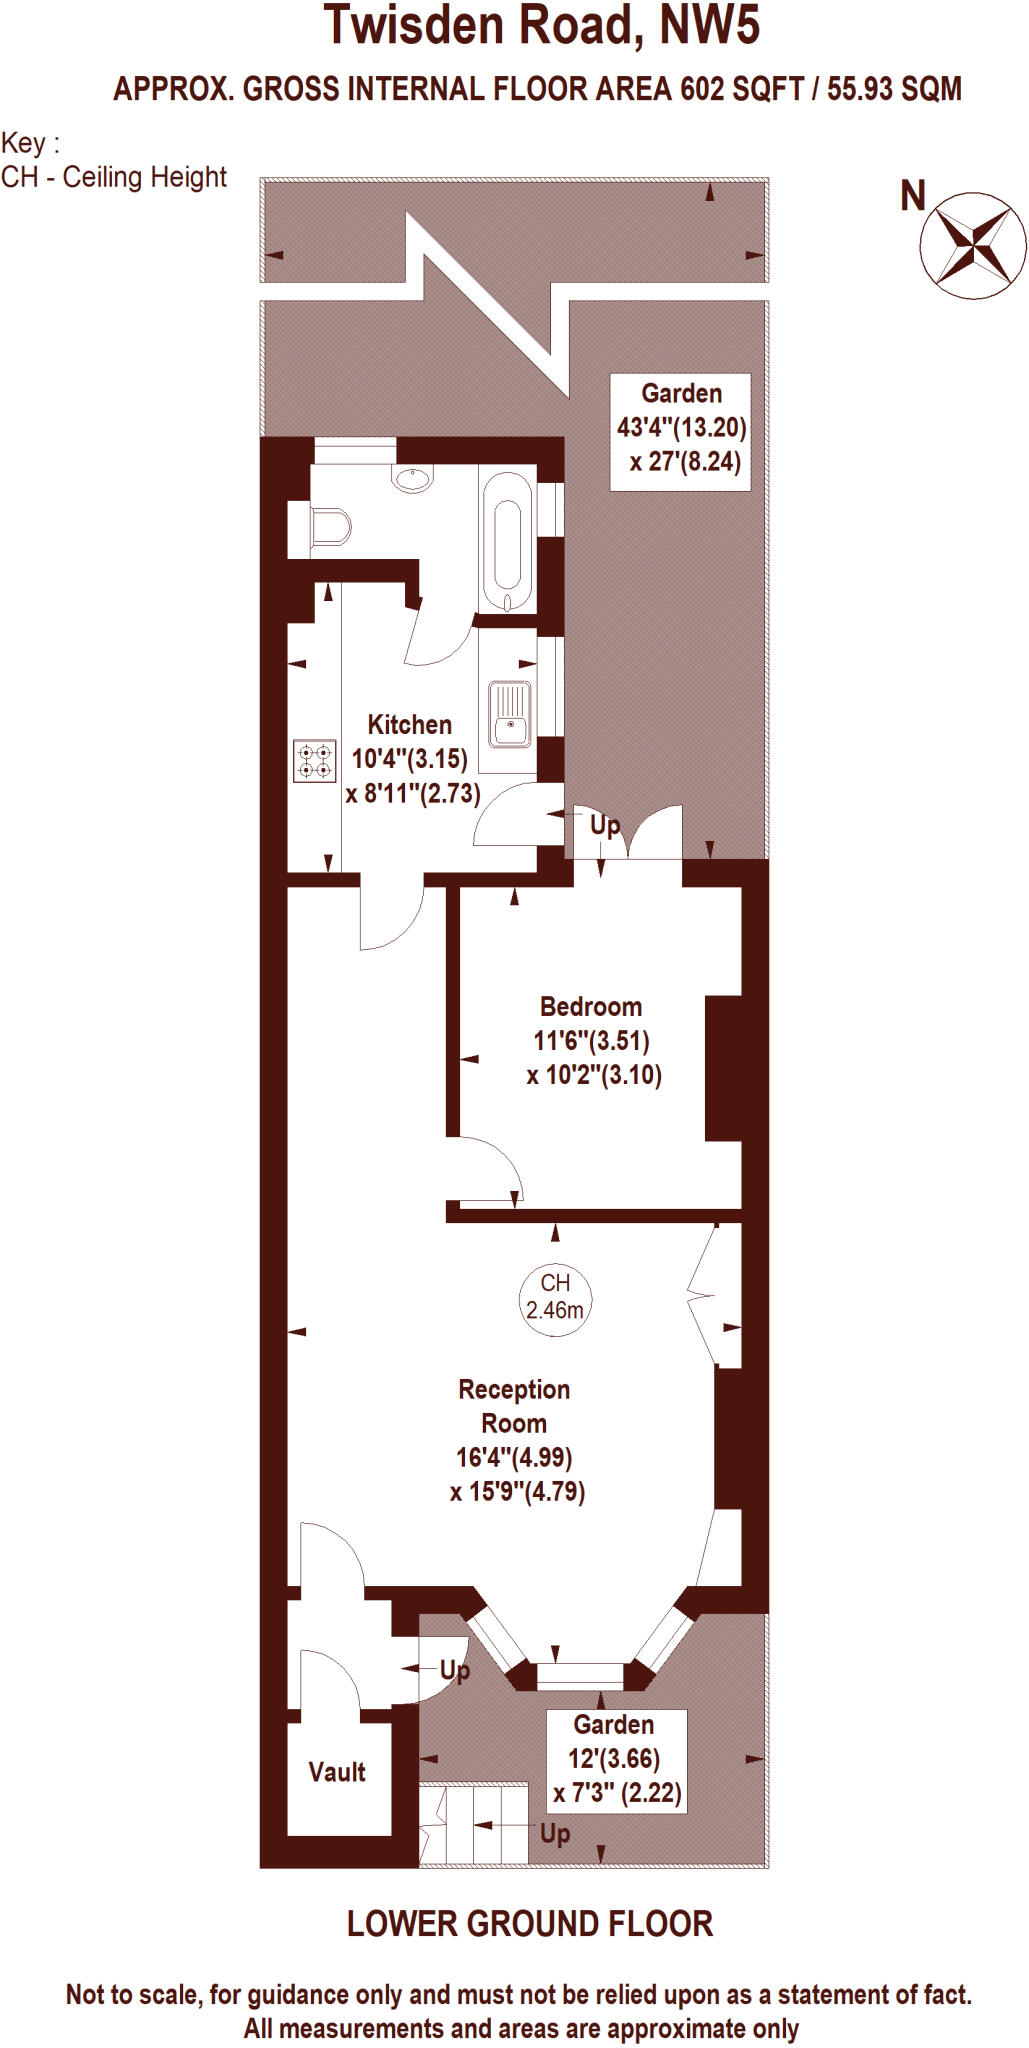 Twisden Road, NW5
APPROX. GROSS INTERNAL FLOOR AREA 602 SQFT / 55.93 SQM
Key :
CH - Ceiling Height
N
Garden
43'4"(13.20)
x 27'(8.24)
Kitchen
10'4"(3.15)
x 8'11"(2.73)
Up
Bedroom
11'6"(3.51)
x 10'2"(3.10)
CH
2.46m
Reception
Room
16'4"(4.99)
x 15'9"(4.79)
Up
Garden
12'(3.66)
x 7'3" (2.22)
Vault
Up
LOWER GROUND FLOOR
Not to scale, for guidance only and must not be relied upon as a statement of fact.
All measurements and areas are approximate only